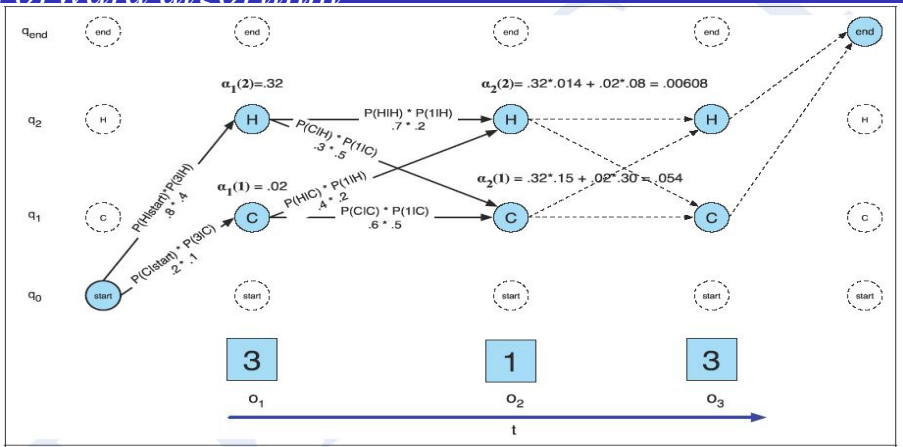 q_end end end end end end
α₁(2)=.32 α₂(2)= .32*.014 + .02*.08 = .00608
q₂ H H H H H
P(H|H) * P(1|H)
.7 * .2
P(C|H) * P(1|C)
.3 * .5
P(H|start)*P(3|H)
.8 * .4
α₁(1) = .02 α₂(1) = .32*.15 + .02*.30 = .054
P(H|C) * P(1|H)
.4 * .2
q₁ C C C C C
P(C|C) * P(1|C)
.6 * .5
P(C|start) * P(3|C)
.2 * .1
q₀ start start start start start
3 1 3
O₁ O₂ O₃
t